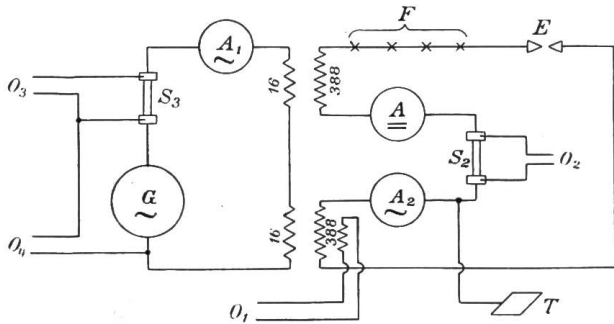 F
E
A₁
~
O₃
S₃
16
388
A
=
S₂
O₂
G
~
A₂
~
16
388
O₄
O₁
T